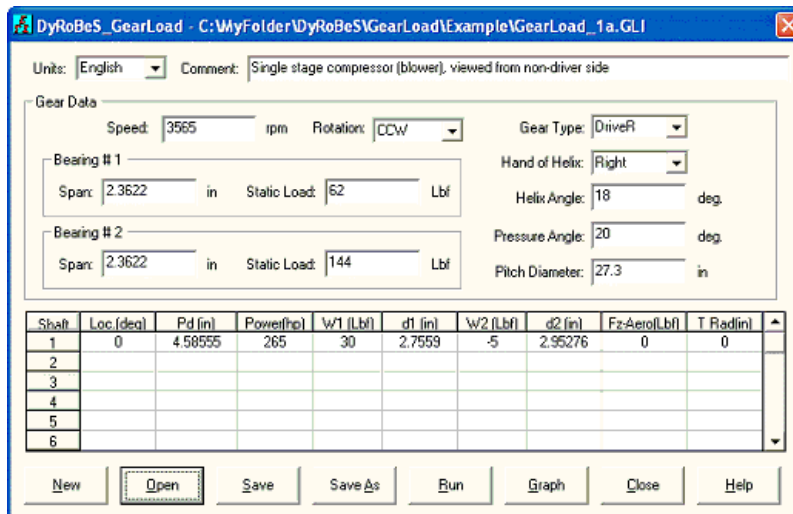 DyRoBeS_GearLoad - C:\MyFolder\DyRoBeS\GearLoad\Example\GearLoad_1a.GLI
Units: English Comment: Single stage compressor (blower), viewed from non-driver side
Gear Data
Speed: 3565 rpm Rotation: CCW Gear Type: DriveR
Bearing # 1 Hand of Helix: Right
Span: 2.3622 in Static Load: 62 Lbf Helix Angle: 18 deg.
Bearing # 2 Pressure Angle: 20 deg.
Span: 2.3622 in Static Load: 144 Lbf Pitch Diameter: 27.3 in
Shaft Loc.(deg) Pd (in) Power(hp) W1 (Lbf) d1 (in) W2 (Lbf) d2 (in) Fz-Aero(Lbf) T Rad(in)
1 0 4.58555 265 30 2.7559 -5 2.95276 0 0
2
3
4
5
6
New Open Save Save As Run Graph Close Help